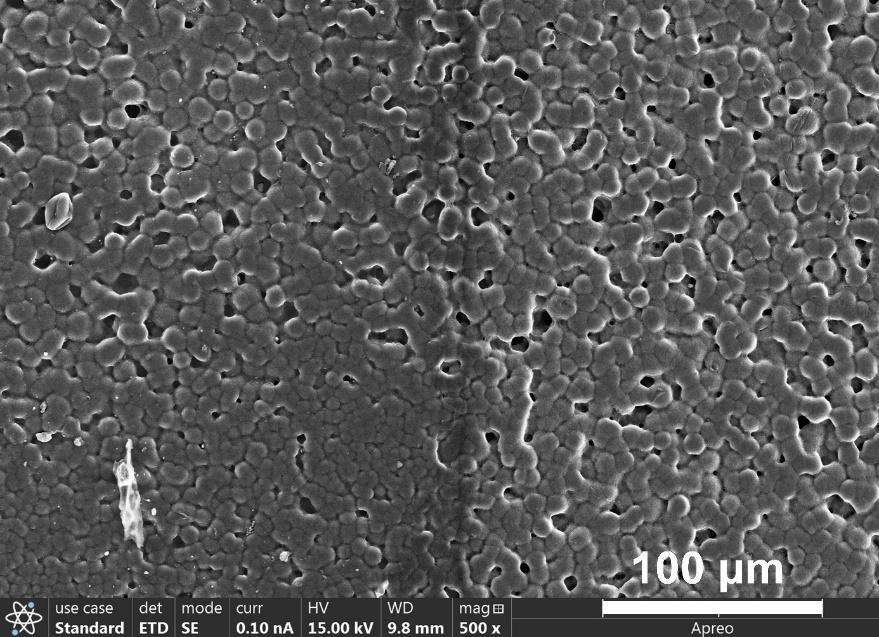 100 µm
use case det mode curr HV WD mag
Standard ETD SE 0.10 nA 15.00 kV 9.8 mm 500 x
Apreo